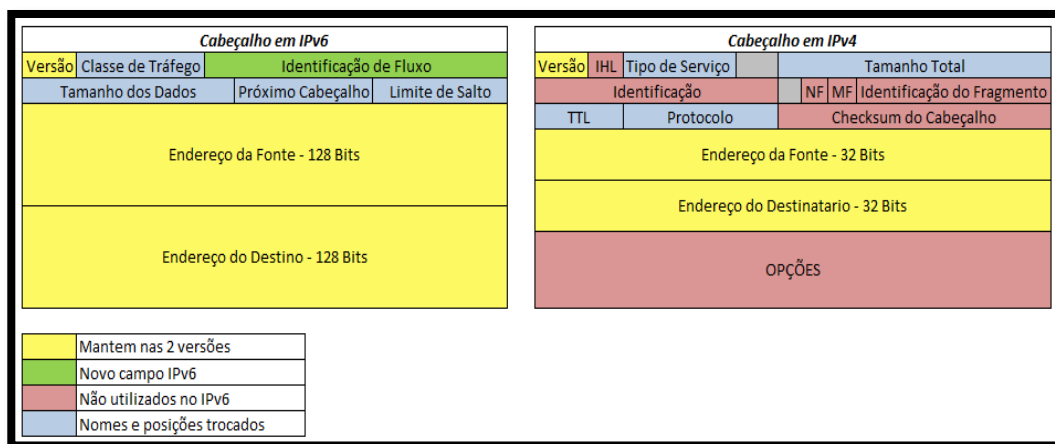 Cabeçalho em IPv6
Versão Classe de Tráfego Identificação de Fluxo
Tamanho dos Dados Próximo Cabeçalho Limite de Salto
Endereço da Fonte - 128 Bits
Endereço do Destino - 128 Bits
Cabeçalho em IPv4
Versão IHL Tipo de Serviço Tamanho Total
Identificação NF MF Identificação do Fragmento
TTL Protocolo Checksum do Cabeçalho
Endereço da Fonte - 32 Bits
Endereço do Destinatario - 32 Bits
OPÇÕES
Mantem nas 2 versões
Novo campo IPv6
Não utilizados no IPv6
Nomes e posições trocados